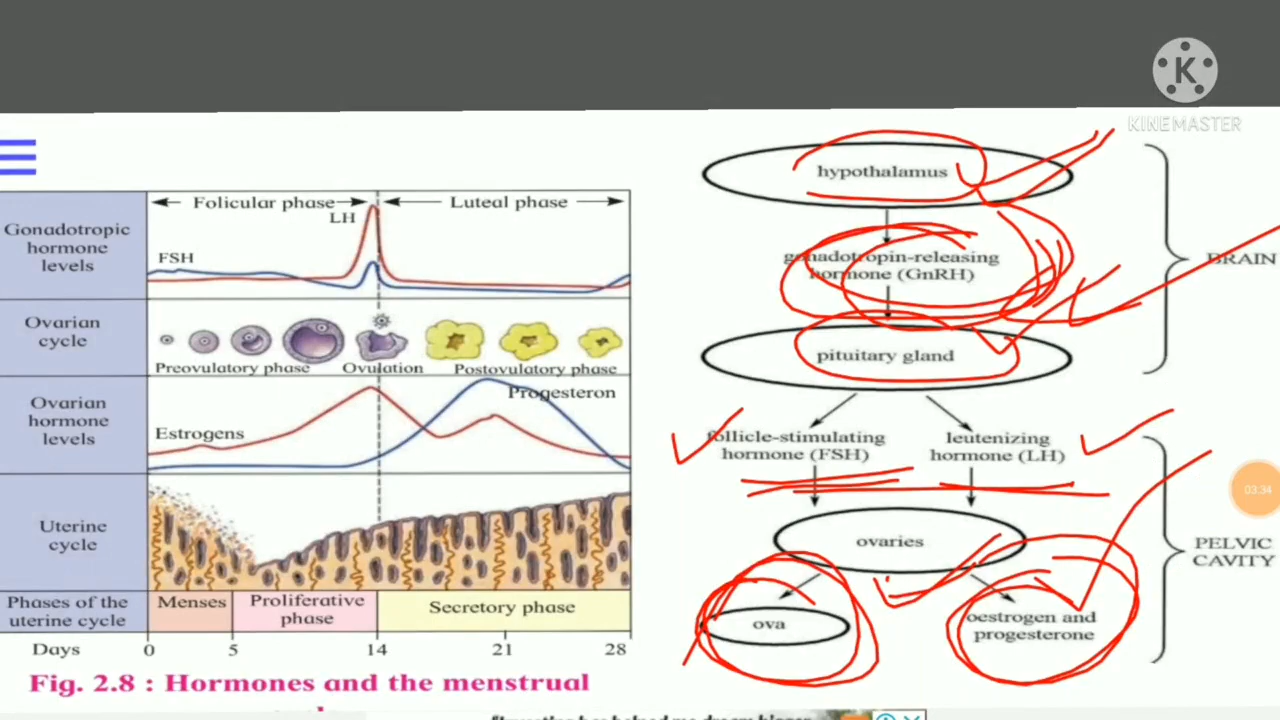 K
KINEMASTER
Folicular phase
Luteal phase
LH
FSH
Gonadotropic
hormone
levels
Ovarian
cycle
Preovulatory phase
Ovulation
Postovulatory phase
Ovarian
hormone
levels
Progesteron
Estrogens
Uterine
cycle
Phases of the
uterine cycle
Menses
Proliferative
phase
Secretory phase
Days
0
5
14
21
28
Fig. 2.8 : Hormones and the menstrual
hypothalamus
gonadotropin-releasing
hormone (GnRH)
BRAIN
pituitary gland
follicle-stimulating
hormone (FSH)
leutenizing
hormone (LH)
03:34
ovaries
PELVIC
CAVITY
ova
oestrogen and
progesterone